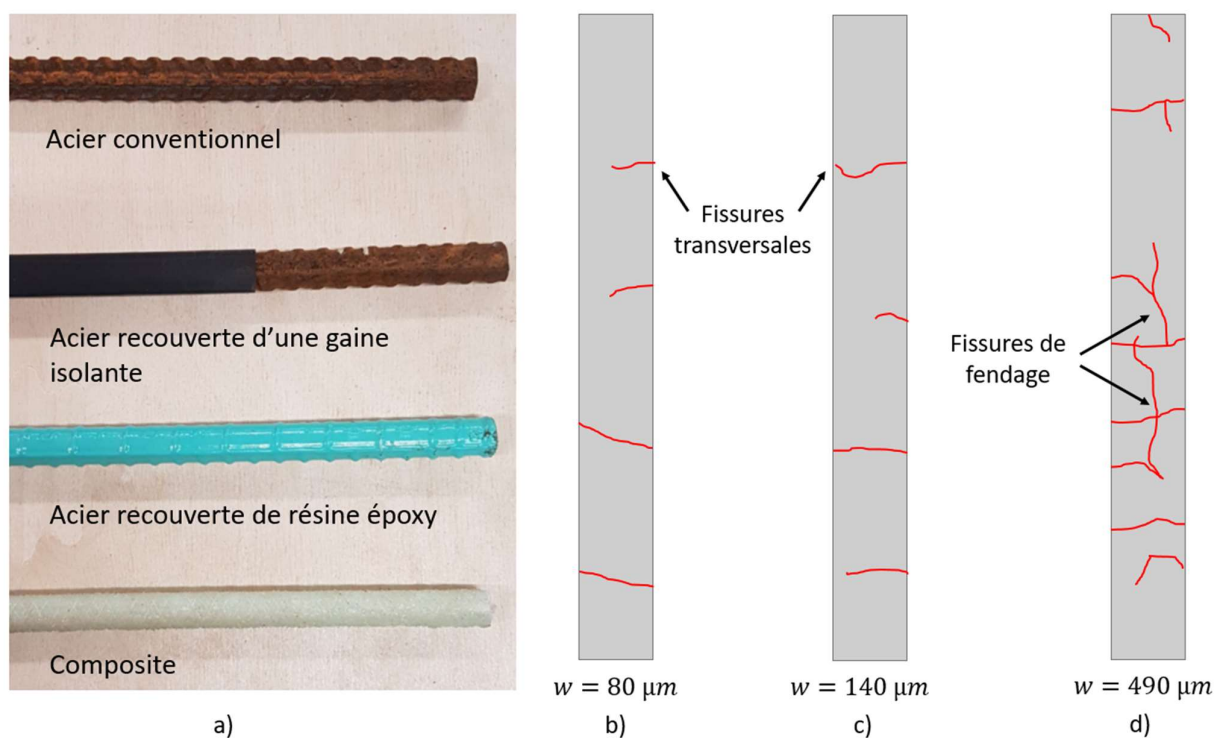 Acier conventionnel
Acier recouverte d'une gaine
isolante
Acier recouverte de résine époxy
Composite
a)
Fissures
transversales
w = 80 μm
b)
w = 140 μm
c)
Fissures de
fendage
w = 490 μm
d)